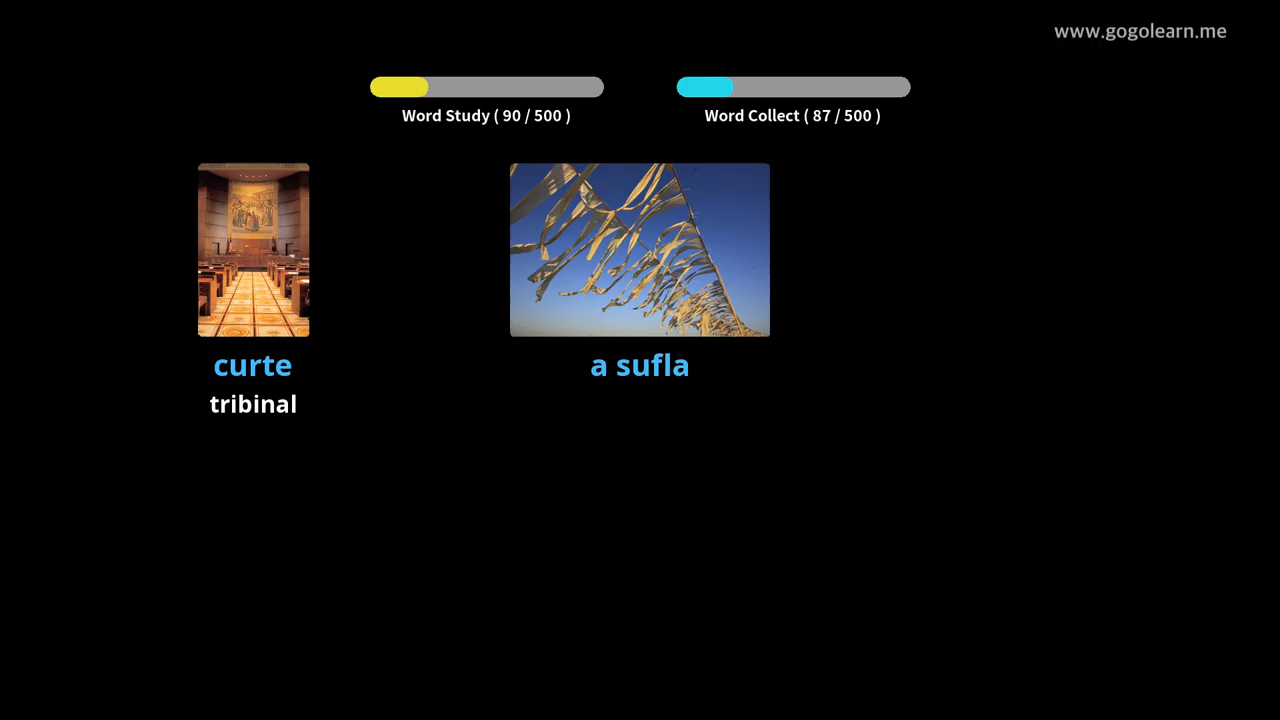 www.gogolearn.me
Word Study ( 90 / 500 )
Word Collect ( 87 / 500 )
curte
a sufla
tribinal